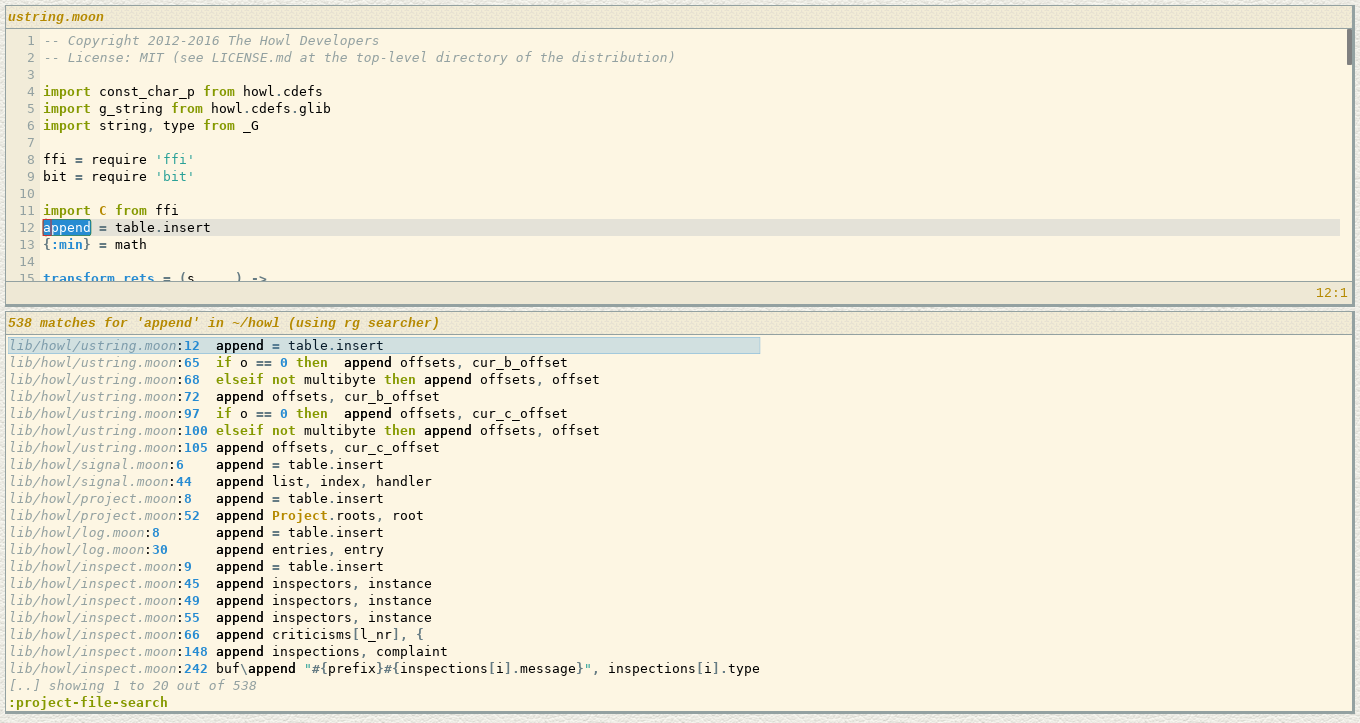 ustring.moon
1 -- Copyright 2012-2016 The Howl Developers
2 -- License: MIT (see LICENSE.md at the top-level directory of the distribution)
3
4 import const_char_p from howl.cdefs
5 import g_string from howl.cdefs.glib
6 import string, type from _G
7
8 ffi = require 'ffi'
9 bit = require 'bit'
10
11 import C from ffi
12 append = table.insert
13 {:min} = math
14
15 transform_rets = (s, ...) ->
12:1
538 matches for 'append' in ~/howl (using rg searcher)
lib/howl/ustring.moon:12 append = table.insert
lib/howl/ustring.moon:65 if o == 0 then  append offsets, cur_b_offset
lib/howl/ustring.moon:68 elseif not multibyte then append offsets, offset
lib/howl/ustring.moon:72 append offsets, cur_b_offset
lib/howl/ustring.moon:97 if o == 0 then  append offsets, cur_c_offset
lib/howl/ustring.moon:100 elseif not multibyte then append offsets, offset
lib/howl/ustring.moon:105 append offsets, cur_c_offset
lib/howl/signal.moon:6 append = table.insert
lib/howl/signal.moon:44 append list, index, handler
lib/howl/project.moon:8 append = table.insert
lib/howl/project.moon:52 append Project.roots, root
lib/howl/log.moon:8 append = table.insert
lib/howl/log.moon:30 append entries, entry
lib/howl/inspect.moon:9 append = table.insert
lib/howl/inspect.moon:45 append inspectors, instance
lib/howl/inspect.moon:49 append inspectors, instance
lib/howl/inspect.moon:55 append inspectors, instance
lib/howl/inspect.moon:66 append criticisms[l_nr], {
lib/howl/inspect.moon:148 append inspections, complaint
lib/howl/inspect.moon:242 buf\append "#{prefix}#{inspections[i].message}", inspections[i].type
[..] showing 1 to 20 out of 538
:project-file-search